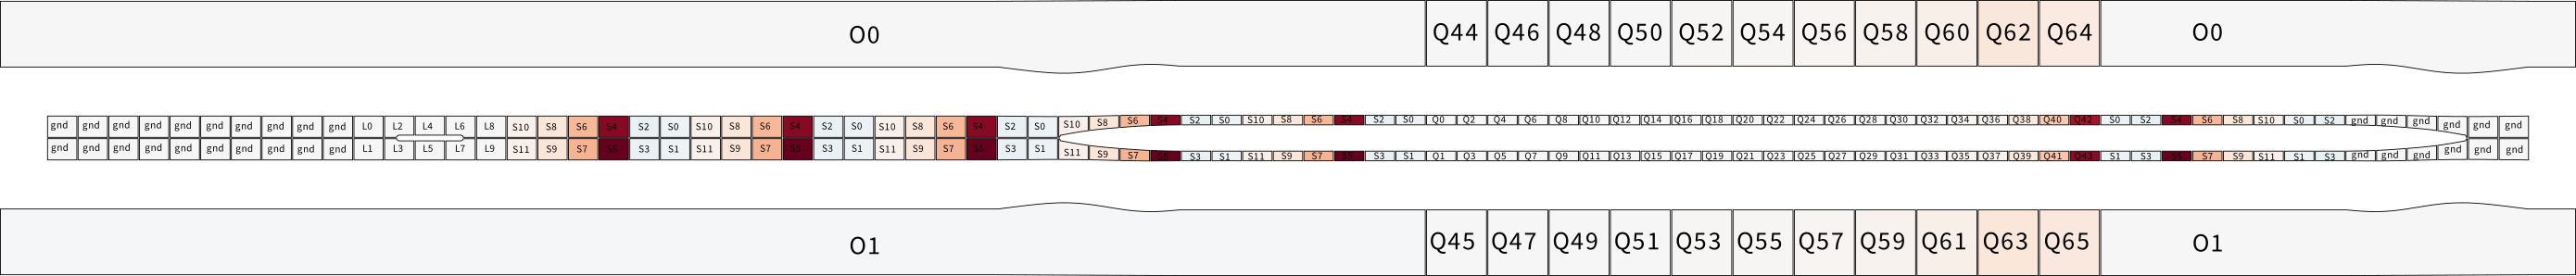 O0 Q44 Q46 Q48 Q50 Q52 Q54 Q56 Q58 Q60 Q62 Q64 O0
gnd gnd gnd gnd gnd gnd gnd gnd gnd gnd L0 L2 L4 L6 L8 S10 S8 S6 S4 S2 S0 S10 S8 S6 S4 S2 S0 S10 S8 S6 S4 S2 S0 S10 S8 S6 S4 S2 S0 S10 S8 S6 S4 S2 S0 Q0 Q2 Q4 Q6 Q8 Q10 Q12 Q14 Q16 Q18 Q20 Q22 Q24 Q26 Q28 Q30 Q32 Q34 Q36 Q38 Q40 Q42 S0 S2 S4 S6 S8 S10 S0 S2 gnd gnd gnd gnd gnd gnd
gnd gnd gnd gnd gnd gnd gnd gnd gnd gnd L1 L3 L5 L7 L9 S11 S9 S7 S5 S3 S1 S11 S9 S7 S5 S3 S1 S11 S9 S7 S5 S3 S1 S11 S9 S7 S5 S3 S1 S11 S9 S7 S5 S3 S1 Q1 Q3 Q5 Q7 Q9 Q11 Q13 Q15 Q17 Q19 Q21 Q23 Q25 Q27 Q29 Q31 Q33 Q35 Q37 Q39 Q41 Q43 S1 S3 S5 S7 S9 S11 S1 S3 gnd gnd gnd gnd gnd gnd
O1 Q45 Q47 Q49 Q51 Q53 Q55 Q57 Q59 Q61 Q63 Q65 O1